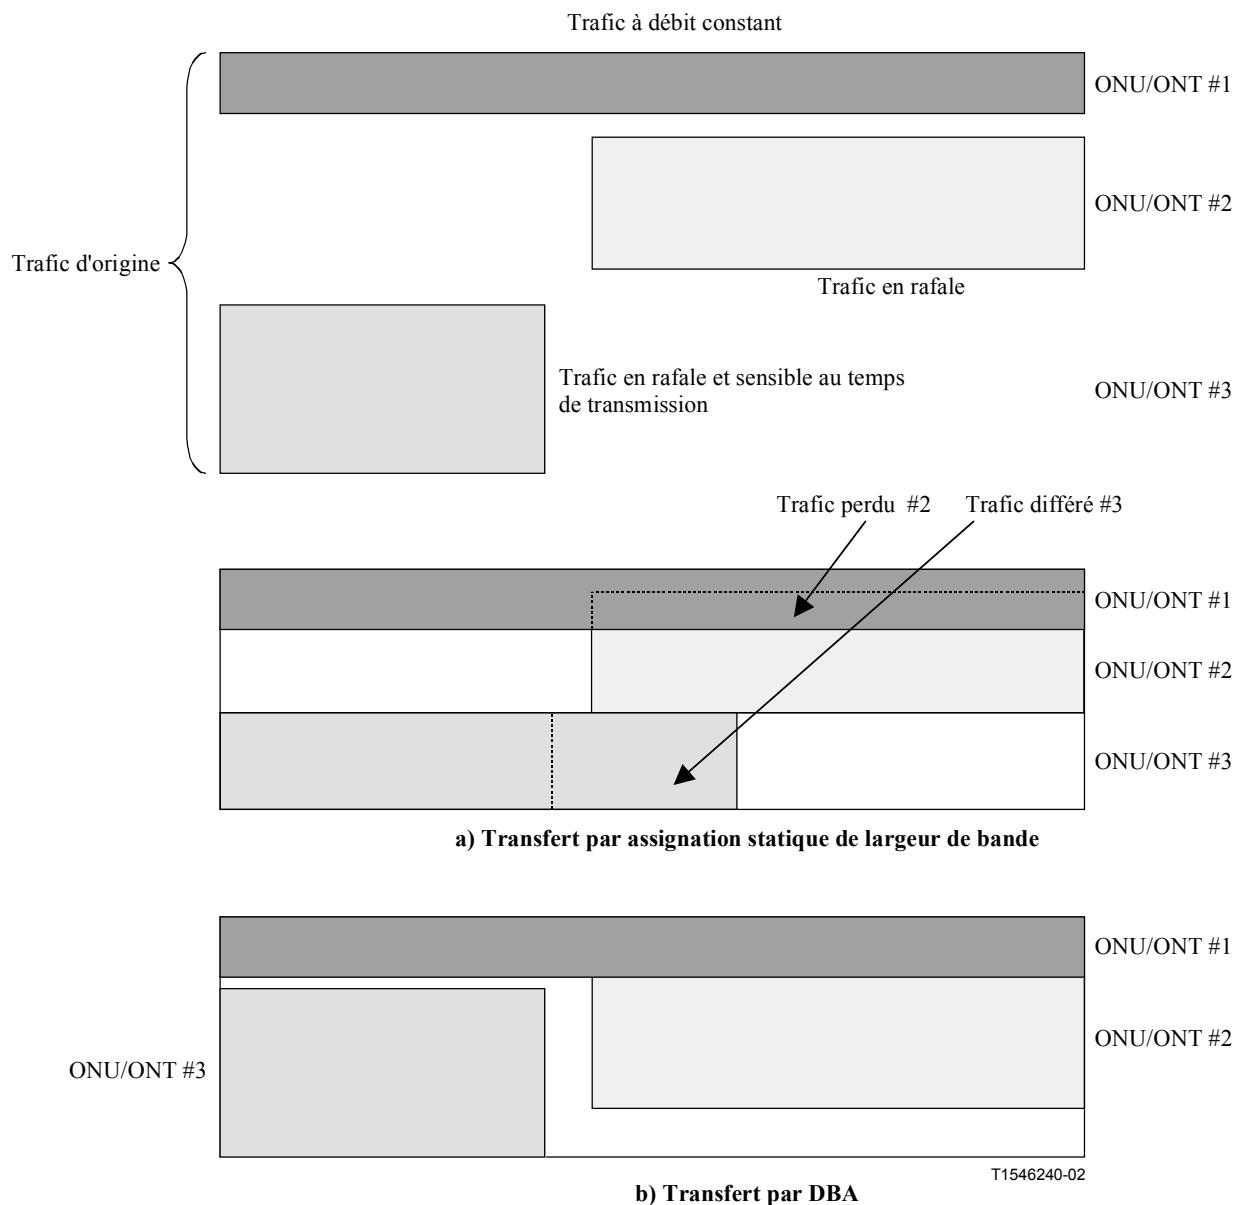 Trafic à débit constant
ONU/ONT #1
ONU/ONT #2
Trafic d'origine
Trafic en rafale
Trafic en rafale et sensible au temps
de transmission
ONU/ONT #3
Trafic perdu #2
Trafic différé #3
ONU/ONT #1
ONU/ONT #2
ONU/ONT #3
a) Transfert par assignation statique de largeur de bande
ONU/ONT #1
ONU/ONT #2
ONU/ONT #3
T1546240-02
b) Transfert par DBA